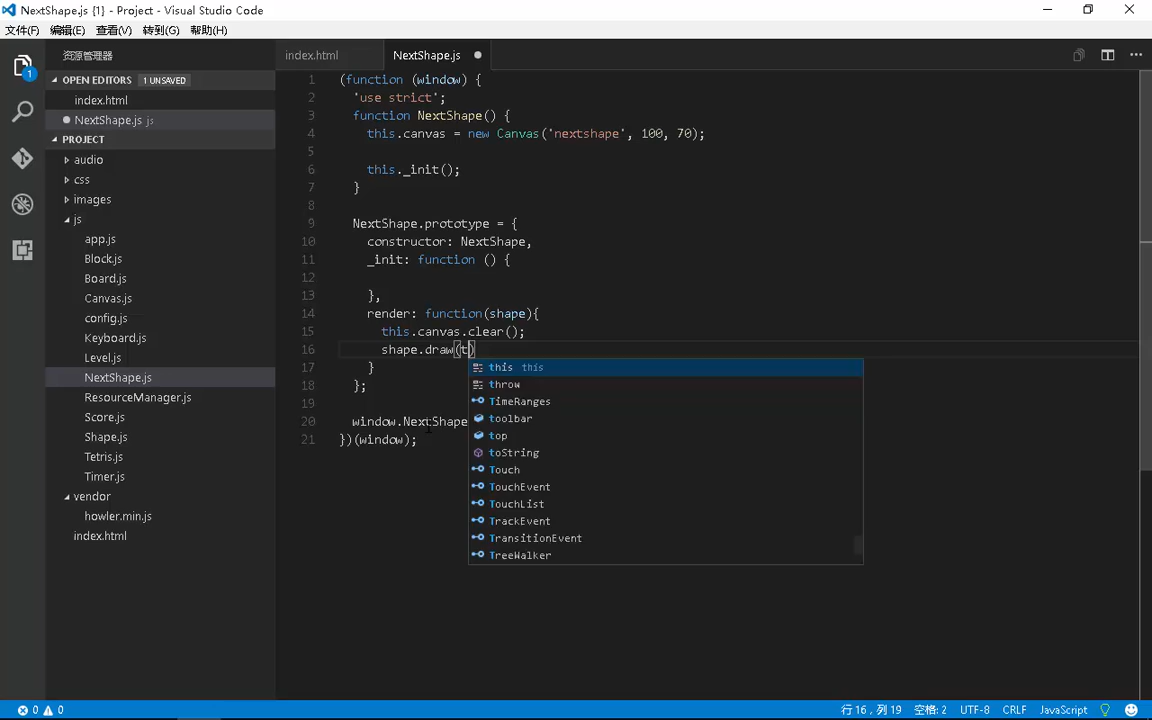 NextShape.js {1} - Project - Visual Studio Code
文件(F) 编辑(E) 查看(V) 转到(G) 帮助(H)
资源管理器
OPEN EDITORS 1 UNSAVED
index.html
NextShape.js js
PROJECT
audio
css
images
js
app.js
Block.js
Board.js
Canvas.js
config.js
Keyboard.js
Level.js
NextShape.js
ResourceManager.js
Score.js
Shape.js
Tetris.js
Timer.js
vendor
howler.min.js
index.html
1
index.html NextShape.js
1 (function (window) {
2 'use strict';
3 function NextShape() {
4 this.canvas = new Canvas('nextshape', 100, 70);
5
6 this._init();
7 }
8
9 NextShape.prototype = {
10 constructor: NextShape,
11 _init: function () {
12
13 },
14 render: function(shape){
15 this.canvas.clear();
16 shape.draw(t)
17 }
18 };
19
20 window.NextShape
21 })(window);
this this
throw
TimeRanges
toolbar
top
toString
Touch
TouchEvent
TouchList
TrackEvent
TransitionEvent
TreeWalker
0 0 行 16，列 19 空格: 2 UTF-8 CRLF JavaScript